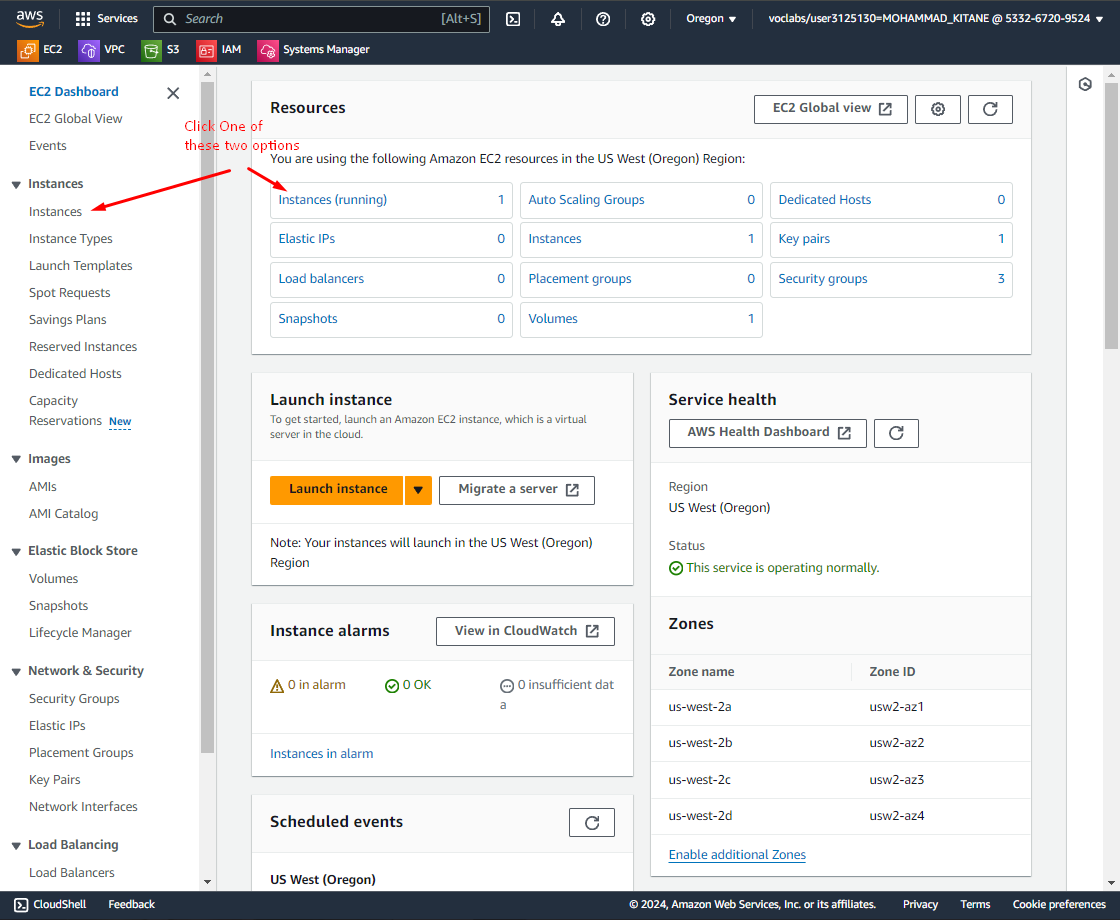 aws
Services
Search
[Alt+S]
Oregon
voclabs/user3125130=MOHAMMAD_KITANE @ 5332-6720-9524
EC2
VPC
S3
IAM
Systems Manager
EC2 Dashboard
EC2 Global View
Events
Instances
Instances
Instance Types
Launch Templates
Spot Requests
Savings Plans
Reserved Instances
Dedicated Hosts
Capacity
Reservations New
Images
AMIs
AMI Catalog
Elastic Block Store
Volumes
Snapshots
Lifecycle Manager
Network & Security
Security Groups
Elastic IPs
Placement Groups
Key Pairs
Network Interfaces
Load Balancing
Load Balancers
Click One of
these two options
Resources
EC2 Global view
You are using the following Amazon EC2 resources in the US West (Oregon) Region:
Instances (running) 1
Auto Scaling Groups 0
Dedicated Hosts 0
Elastic IPs 0
Instances 1
Key pairs 1
Load balancers 0
Placement groups 0
Security groups 3
Snapshots 0
Volumes 1
Launch instance
To get started, launch an Amazon EC2 instance, which is a virtual
server in the cloud.
Launch instance
Migrate a server
Note: Your instances will launch in the US West (Oregon)
Region
Instance alarms
View in CloudWatch
0 in alarm
0 OK
0 insufficient dat
a
Instances in alarm
Scheduled events
US West (Oregon)
Service health
AWS Health Dashboard
Region
US West (Oregon)
Status
This service is operating normally.
Zones
Zone name Zone ID
us-west-2a usw2-az1
us-west-2b usw2-az2
us-west-2c usw2-az3
us-west-2d usw2-az4
Enable additional Zones
CloudShell
Feedback
© 2024, Amazon Web Services, Inc. or its affiliates.
Privacy
Terms
Cookie preferences